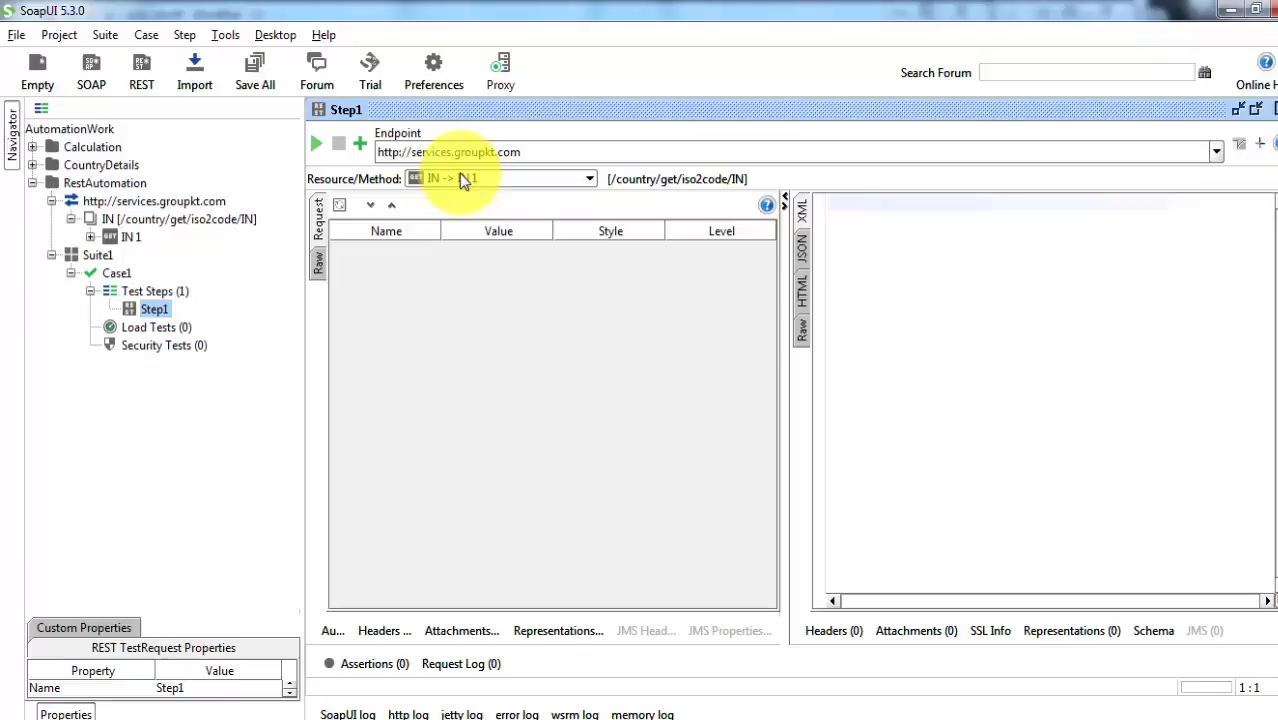 SoapUI 5.3.0
File Project Suite Case Step Tools Desktop Help
Empty SOAP REST Import Save All Forum Trial Preferences Proxy Search Forum Online
Navigator
AutomationWork
Calculation
CountryDetails
RestAutomation
http://services.groupkt.com
IN [/country/get/iso2code/IN]
GET IN 1
Suite1
Case1
Test Steps (1)
Step1
Load Tests (0)
Security Tests (0)
Custom Properties
REST TestRequest Properties
Property Value
Name Step1
Properties
Step1
Endpoint
http://services.groupkt.com
Resource/Method: IN -> [/country/get/iso2code/IN]
Request
Raw
Name Value Style Level
XML
JSON
HTML
Raw
Au... Headers ... Attachments... Representations... JMS Head... JMS Properties...
Headers (0) Attachments (0) SSL Info Representations (0) Schema JMS (0)
Assertions (0) Request Log (0)
1:1
SoapUI log http log jetty log error log wsrm log memory log